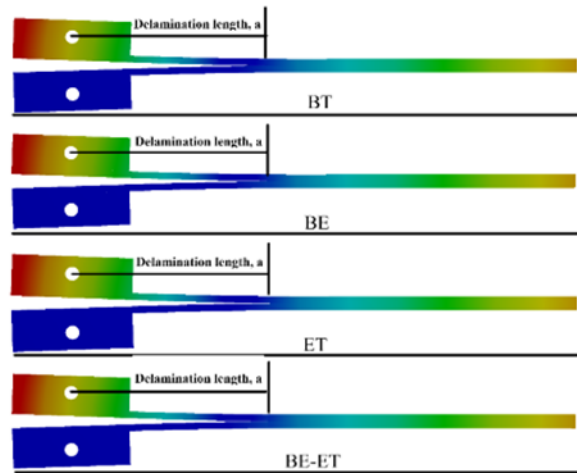 Delamination length, a
BT
Delamination length, a
BE
Delamination length, a
ET
Delamination length, a
BE-ET